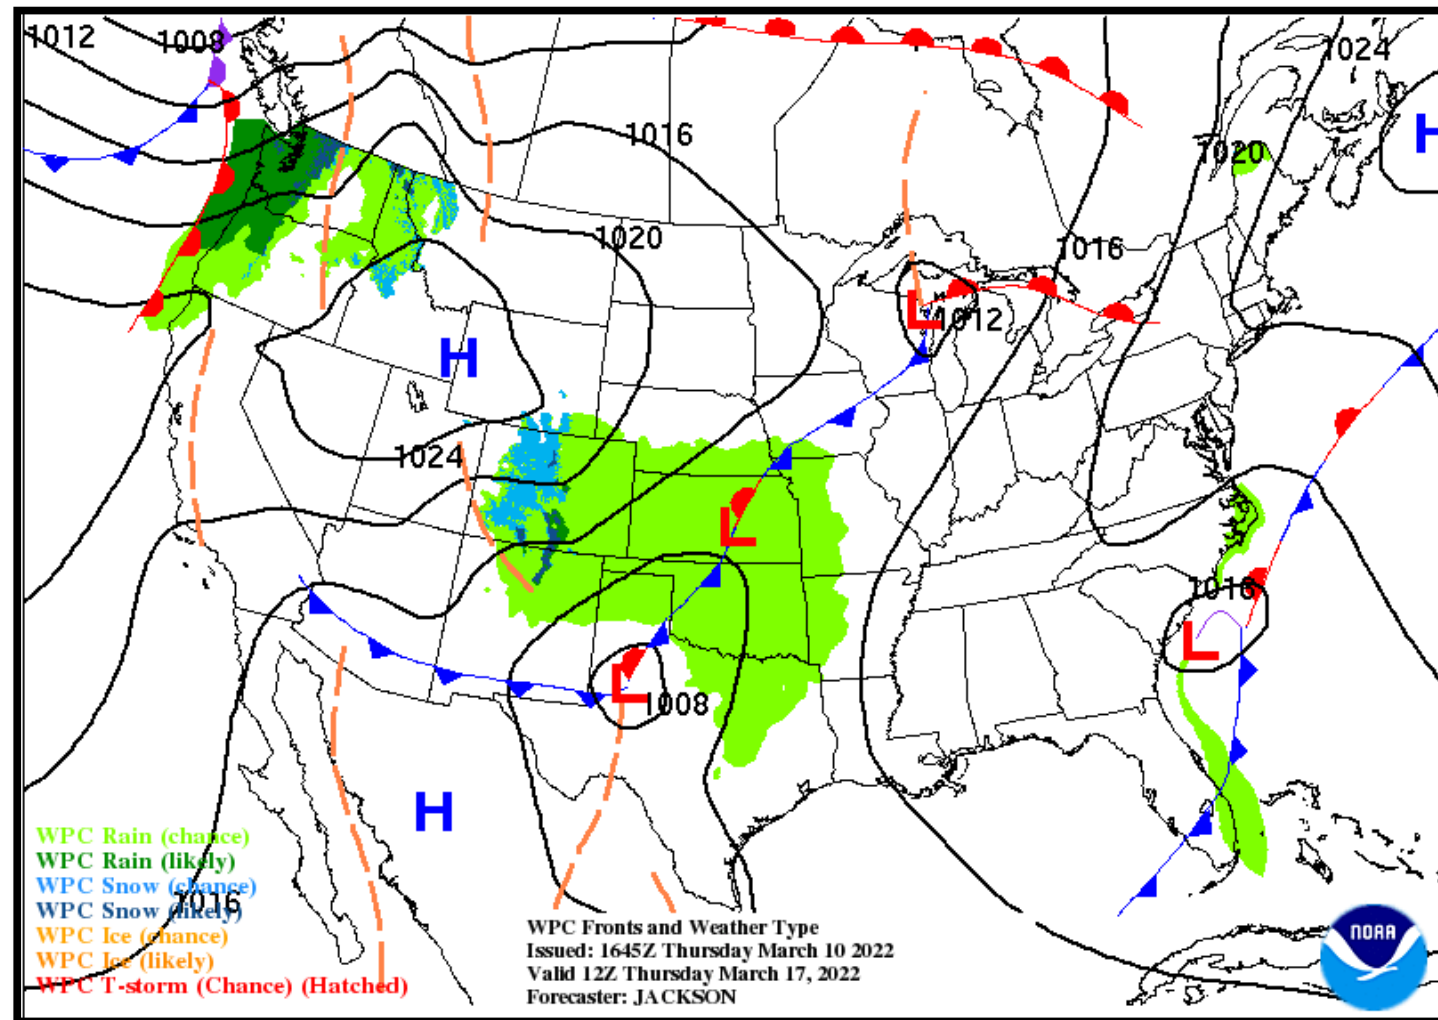 1012
1008
1024
1016
1020
H
1020
1016
L
1012
H
1024
L
1016
L
L
1008
H
WPC Rain (chance)
WPC Rain (likely)
WPC Snow (chance)
WPC Snow (likely)
1016
WPC Ice (chance)
WPC Ice (likely)
WPC T-storm (Chance) (Hatched)
WPC Fronts and Weather Type
Issued: 1645Z Thursday March 10 2022
Valid 12Z Thursday March 17, 2022
Forecaster: JACKSON
NOAA